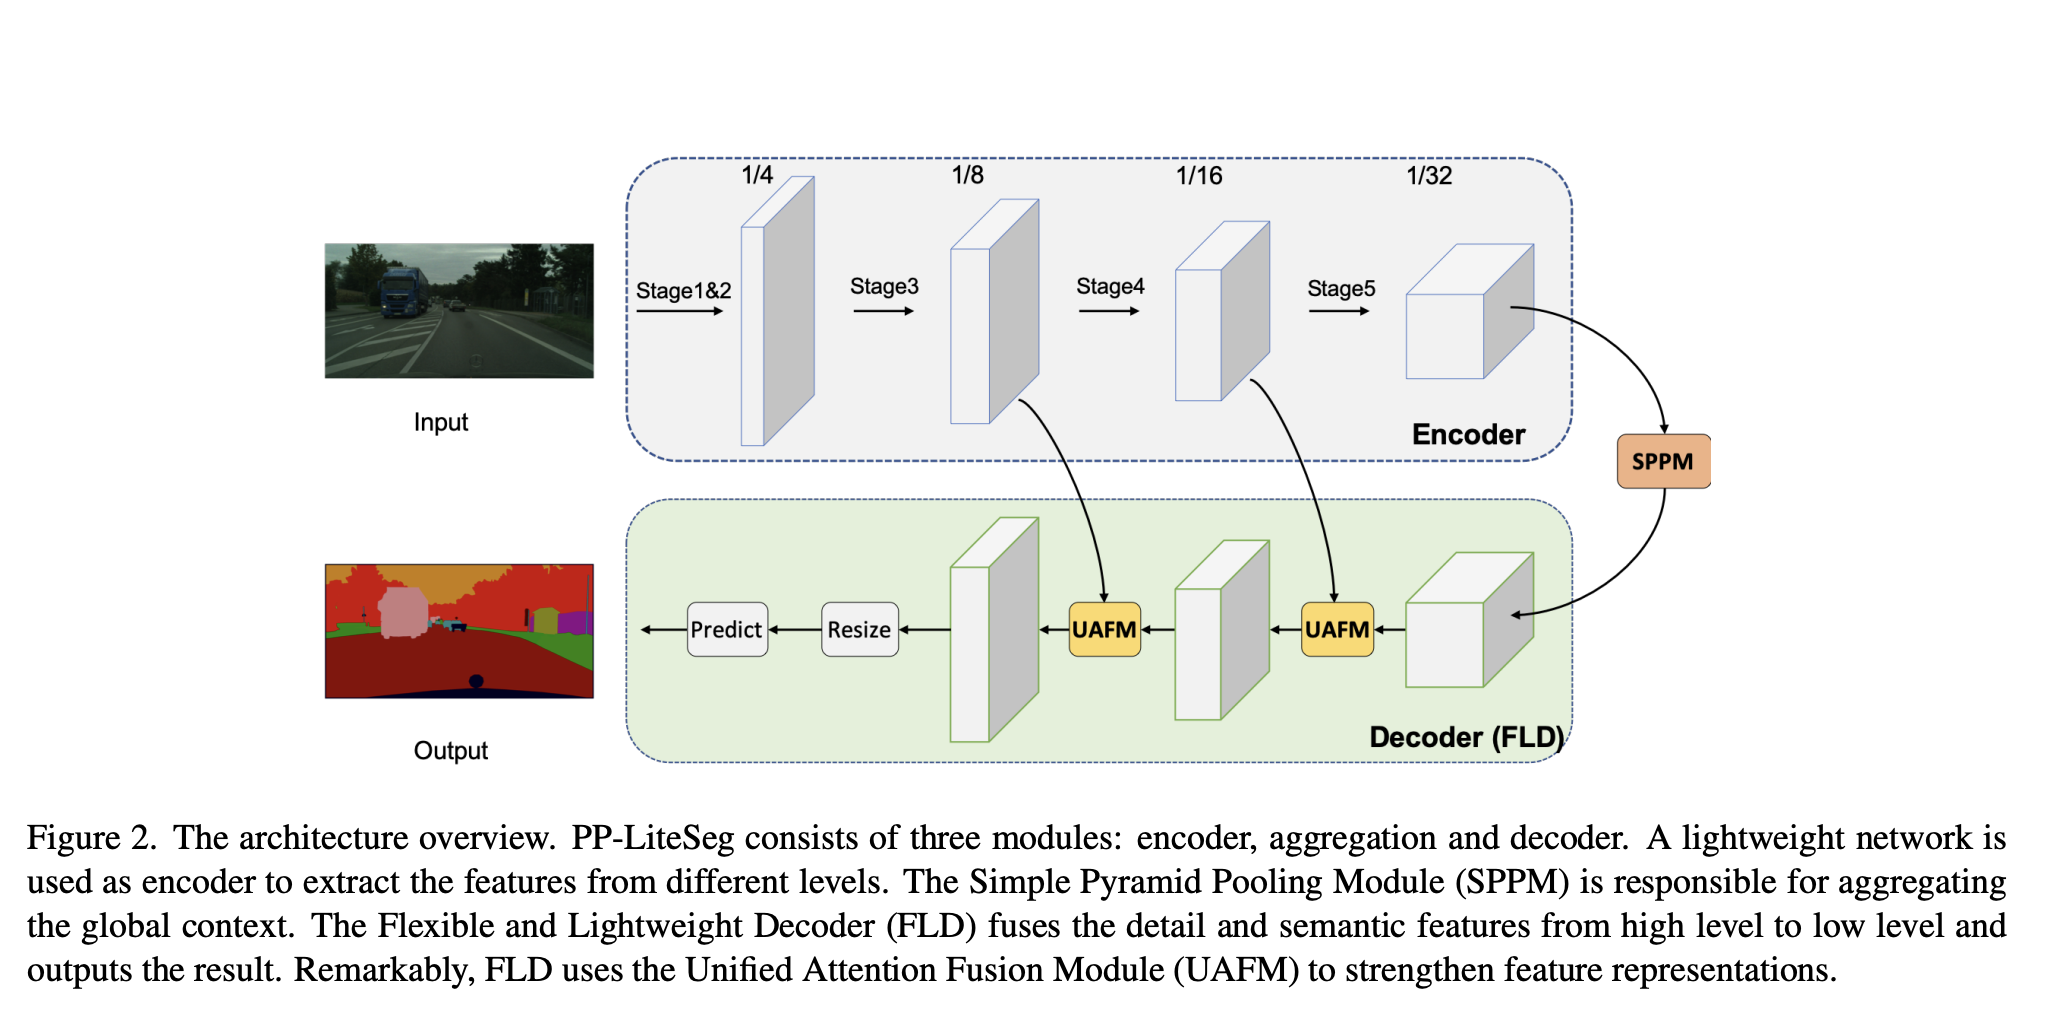 1/4 1/8 1/16 1/32
Stage1&2 Stage3 Stage4 Stage5
Input
Encoder
SPPM
Predict Resize UAFM UAFM
Decoder (FLD)
Output
Figure 2. The architecture overview. PP-LiteSeg consists of three modules: encoder, aggregation and decoder. A lightweight network is
used as encoder to extract the features from different levels. The Simple Pyramid Pooling Module (SPPM) is responsible for aggregating
the global context. The Flexible and Lightweight Decoder (FLD) fuses the detail and semantic features from high level to low level and
outputs the result. Remarkably, FLD uses the Unified Attention Fusion Module (UAFM) to strengthen feature representations.